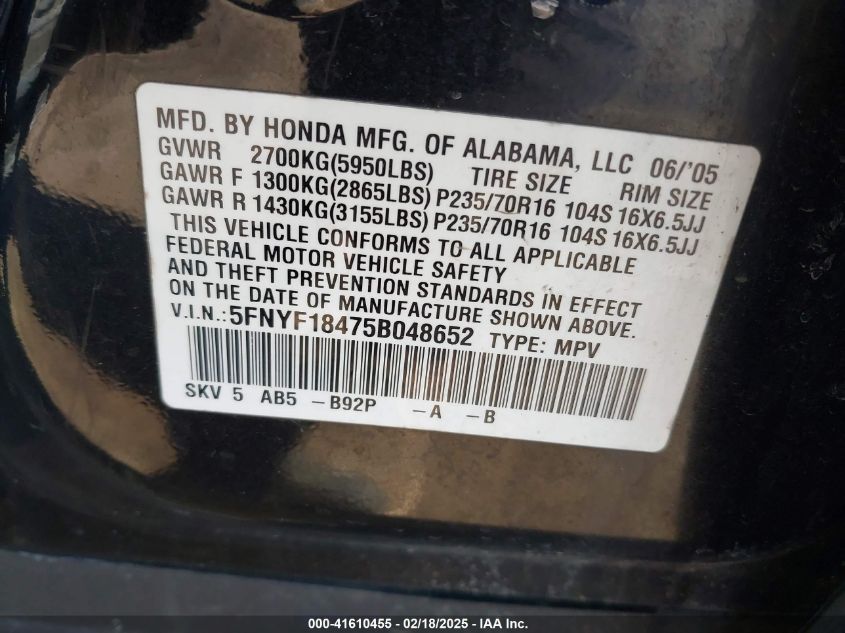 MFD. BY HONDA MFG. OF ALABAMA, LLC 06/'05
GVWR 2700KG(5950LBS) TIRE SIZE RIM SIZE
GAWR F 1300KG(2865LBS) P235/70R16 104S 16X6.5JJ
GAWR R 1430KG(3155LBS) P235/70R16 104S 16X6.5JJ
THIS VEHICLE CONFORMS TO ALL APPLICABLE
FEDERAL MOTOR VEHICLE SAFETY
AND THEFT PREVENTION STANDARDS IN EFFECT
ON THE DATE OF MANUFACTURE SHOWN ABOVE.
V.I.N.: 5FNYF18475B048652 TYPE: MPV
SKV 5 AB5 -B92P -A -B
000-41610455 - 02/18/2025 - IAA Inc.